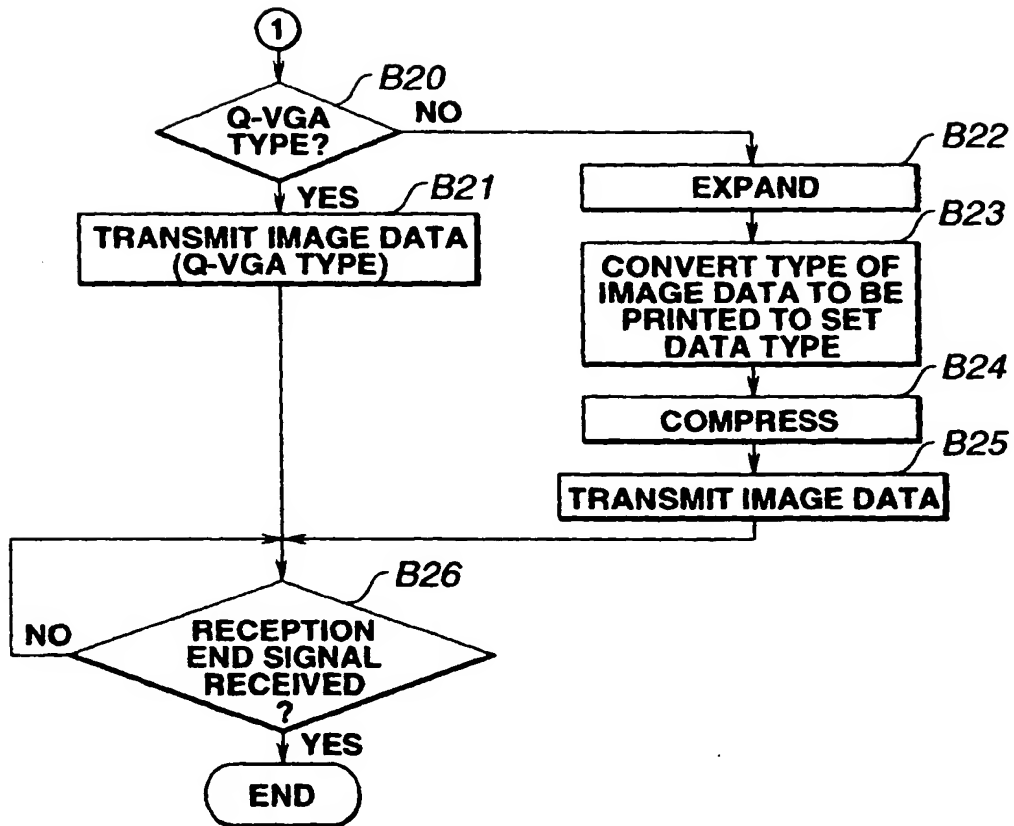 1
B20
Q-VGA
TYPE?
NO
YES
B21
TRANSMIT IMAGE DATA
(Q-VGA TYPE)
B22
EXPAND
B23
CONVERT TYPE OF
IMAGE DATA TO BE
PRINTED TO SET
DATA TYPE
B24
COMPRESS
B25
TRANSMIT IMAGE DATA
B26
NO
RECEPTION
END SIGNAL
RECEIVED
?
YES
END